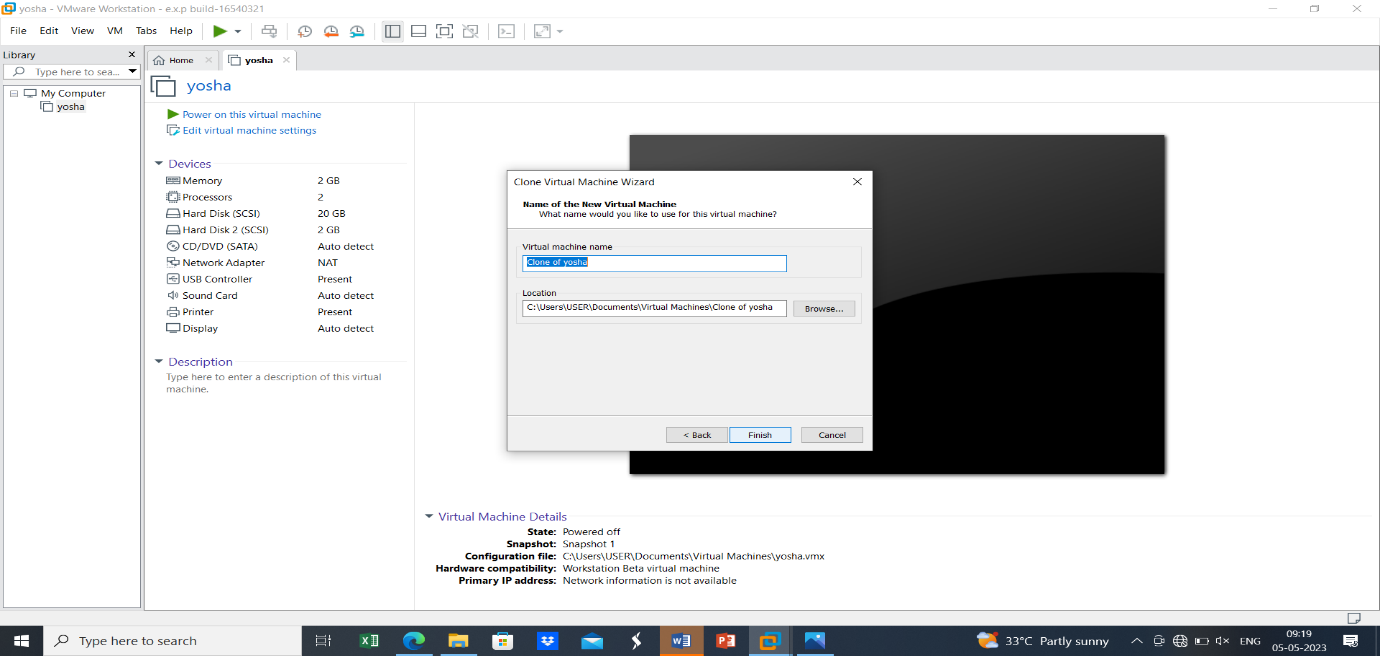 yosha - VMware Workstation - e.x.p build-16540321
File Edit View VM Tabs Help
Library
Home
yosha
Type here to sea...
My Computer
yosha
yosha
Power on this virtual machine
Edit virtual machine settings
Devices
Memory 2 GB
Processors 2
Hard Disk (SCSI) 20 GB
Hard Disk 2 (SCSI) 2 GB
CD/DVD (SATA) Auto detect
Network Adapter NAT
USB Controller Present
Sound Card Auto detect
Printer Present
Display Auto detect
Description
Type here to enter a description of this virtual
machine.
Clone Virtual Machine Wizard
Name of the New Virtual Machine
What name would you like to use for this virtual machine?
Virtual machine name
Clone of yosha
Location
C:\Users\USER\Documents\Virtual Machines\Clone of yosha Browse...
< Back Finish Cancel
Virtual Machine Details
State: Powered off
Snapshot: Snapshot 1
Configuration file: C:\Users\USER\Documents\Virtual Machines\yosha.vmx
Hardware compatibility: Workstation Beta virtual machine
Primary IP address: Network information is not available
Type here to search
33°C Partly sunny
ENG
09:19
05-05-2023